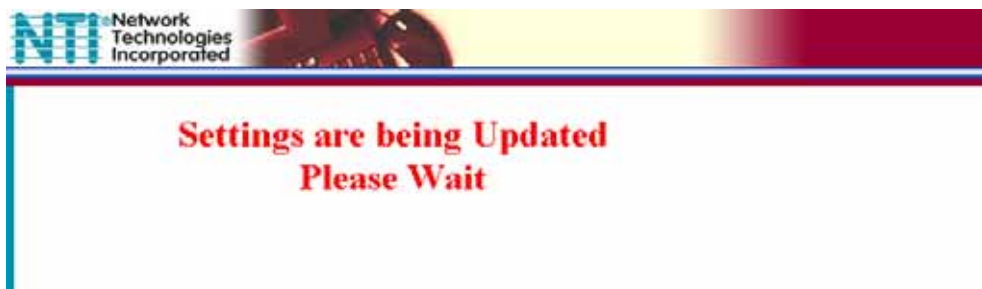 NTI ®Network
Technologies
Incorporated
Settings are being Updated
Please Wait